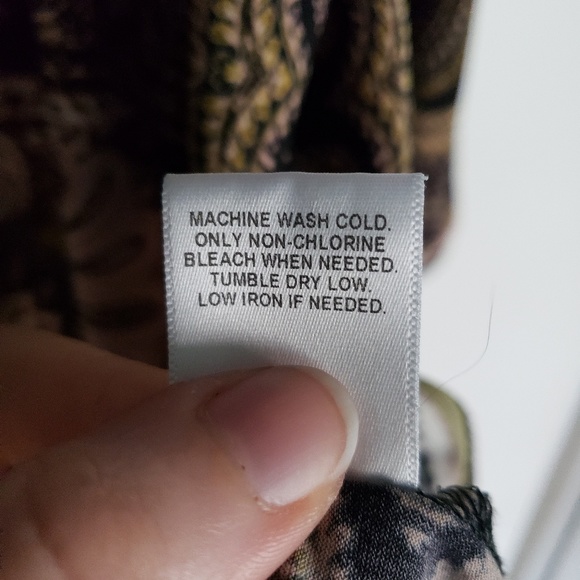 MACHINE WASH COLD.
ONLY NON-CHLORINE
BLEACH WHEN NEEDED.
TUMBLE DRY LOW.
LOW IRON IF NEEDED.